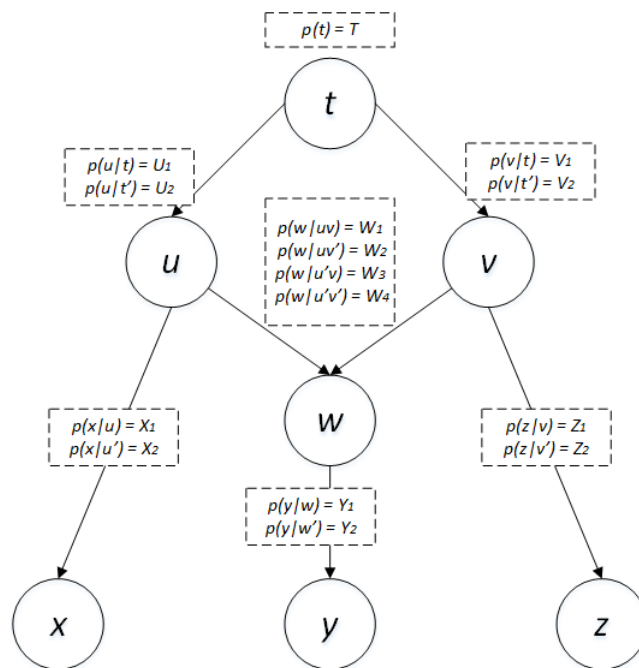 p(t) = T
t
p(u|t) = U₁
p(u|t') = U₂
p(v|t) = V₁
p(v|t') = V₂
p(w|uv) = W₁
p(w|uv') = W₂
p(w|u'v) = W₃
p(w|u'v') = W₄
u
v
p(x|u) = X₁
p(x|u') = X₂
w
p(z|v) = Z₁
p(z|v') = Z₂
p(y|w) = Y₁
p(y|w') = Y₂
x
y
z